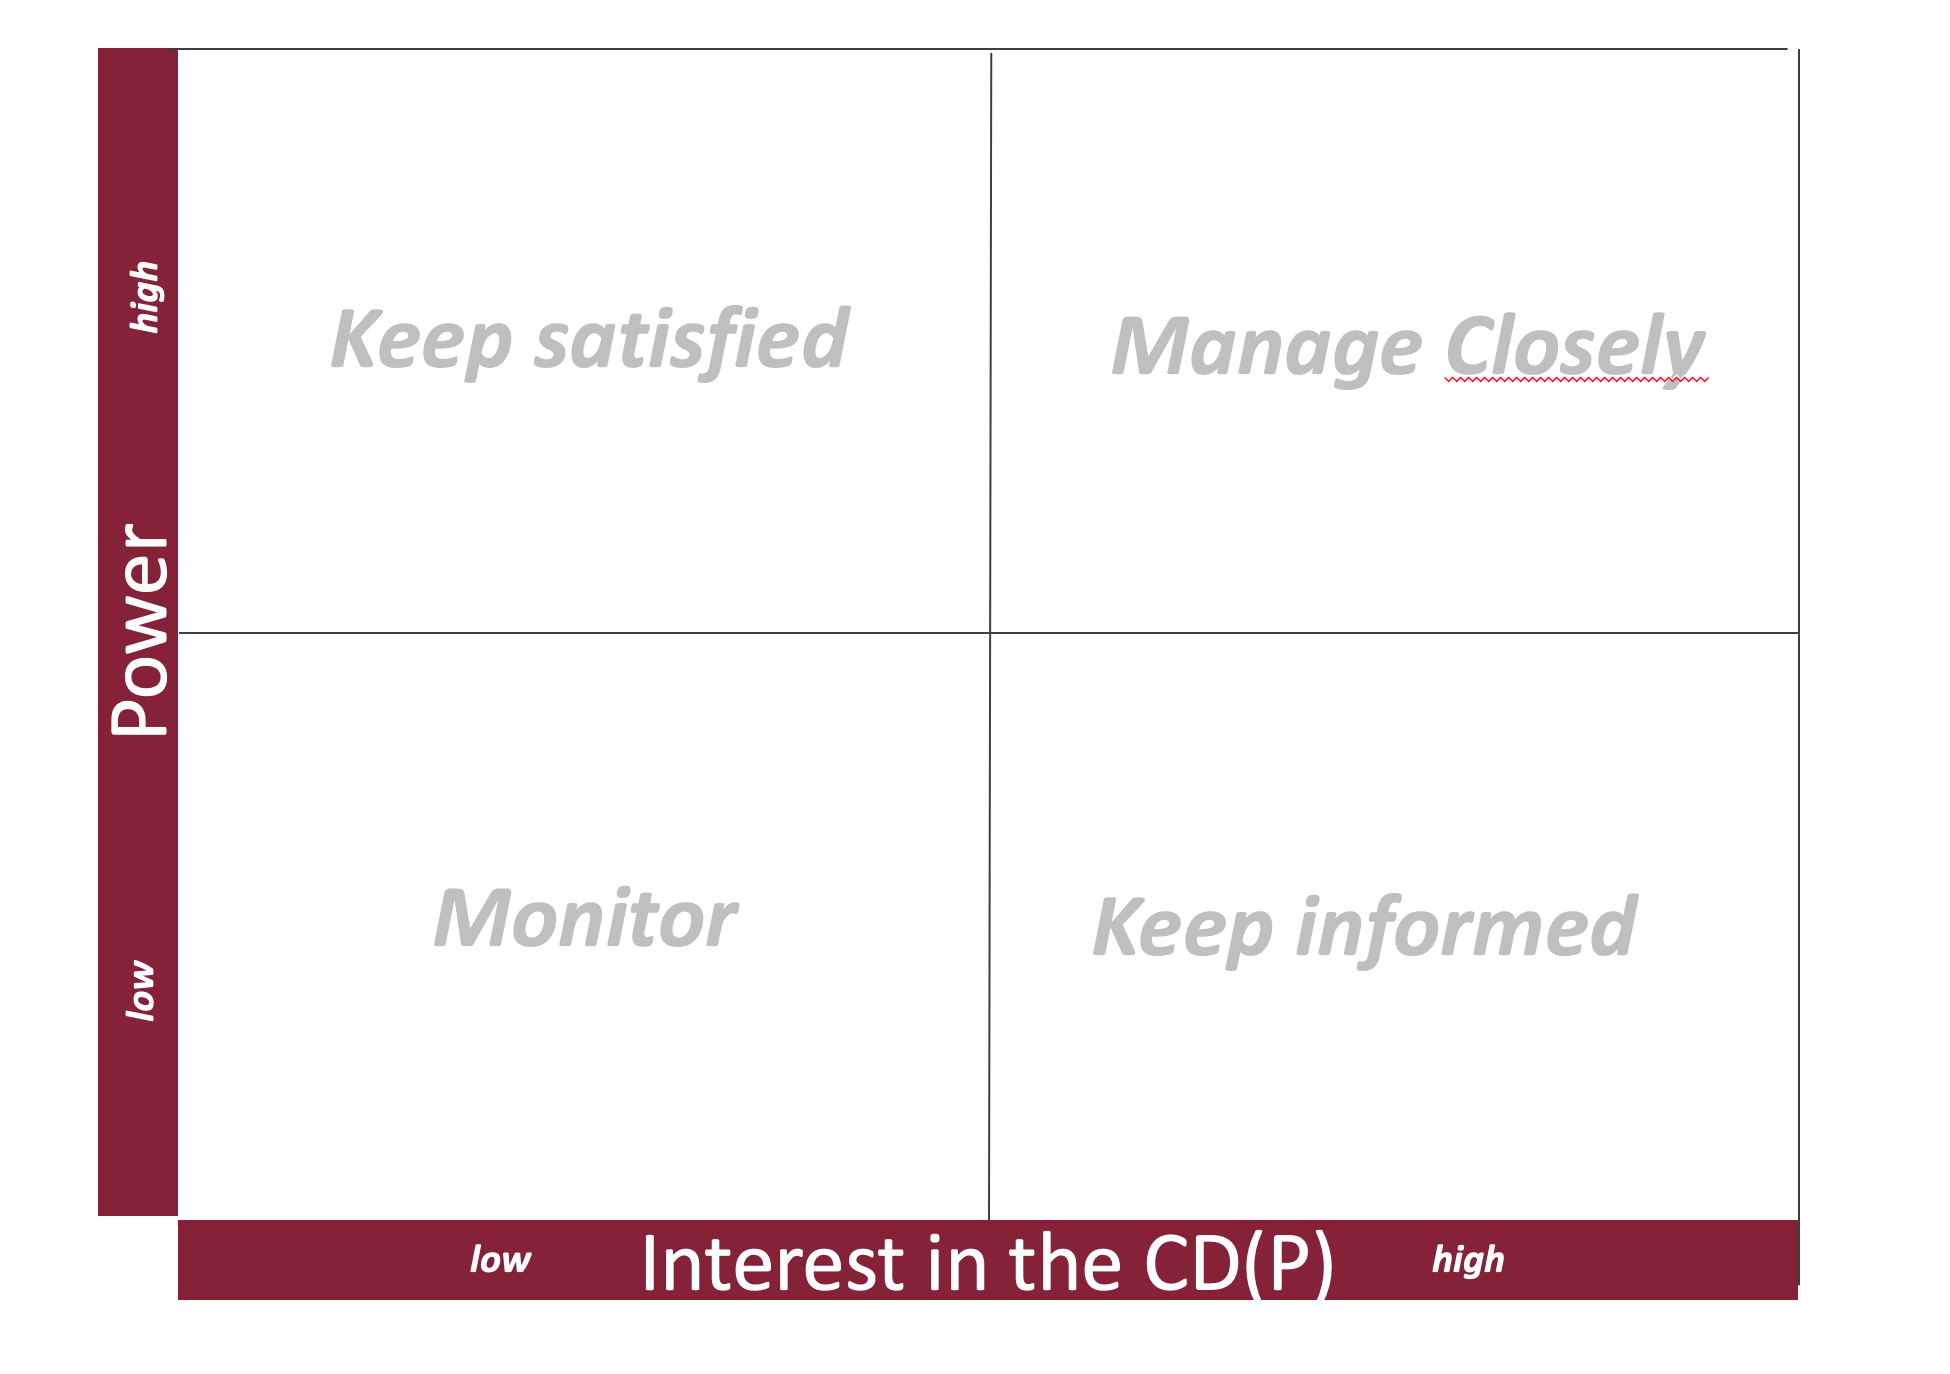 high
Keep satisfied
Manage Closely
Power
low
Monitor
Keep informed
low
Interest in the CD(P)
high